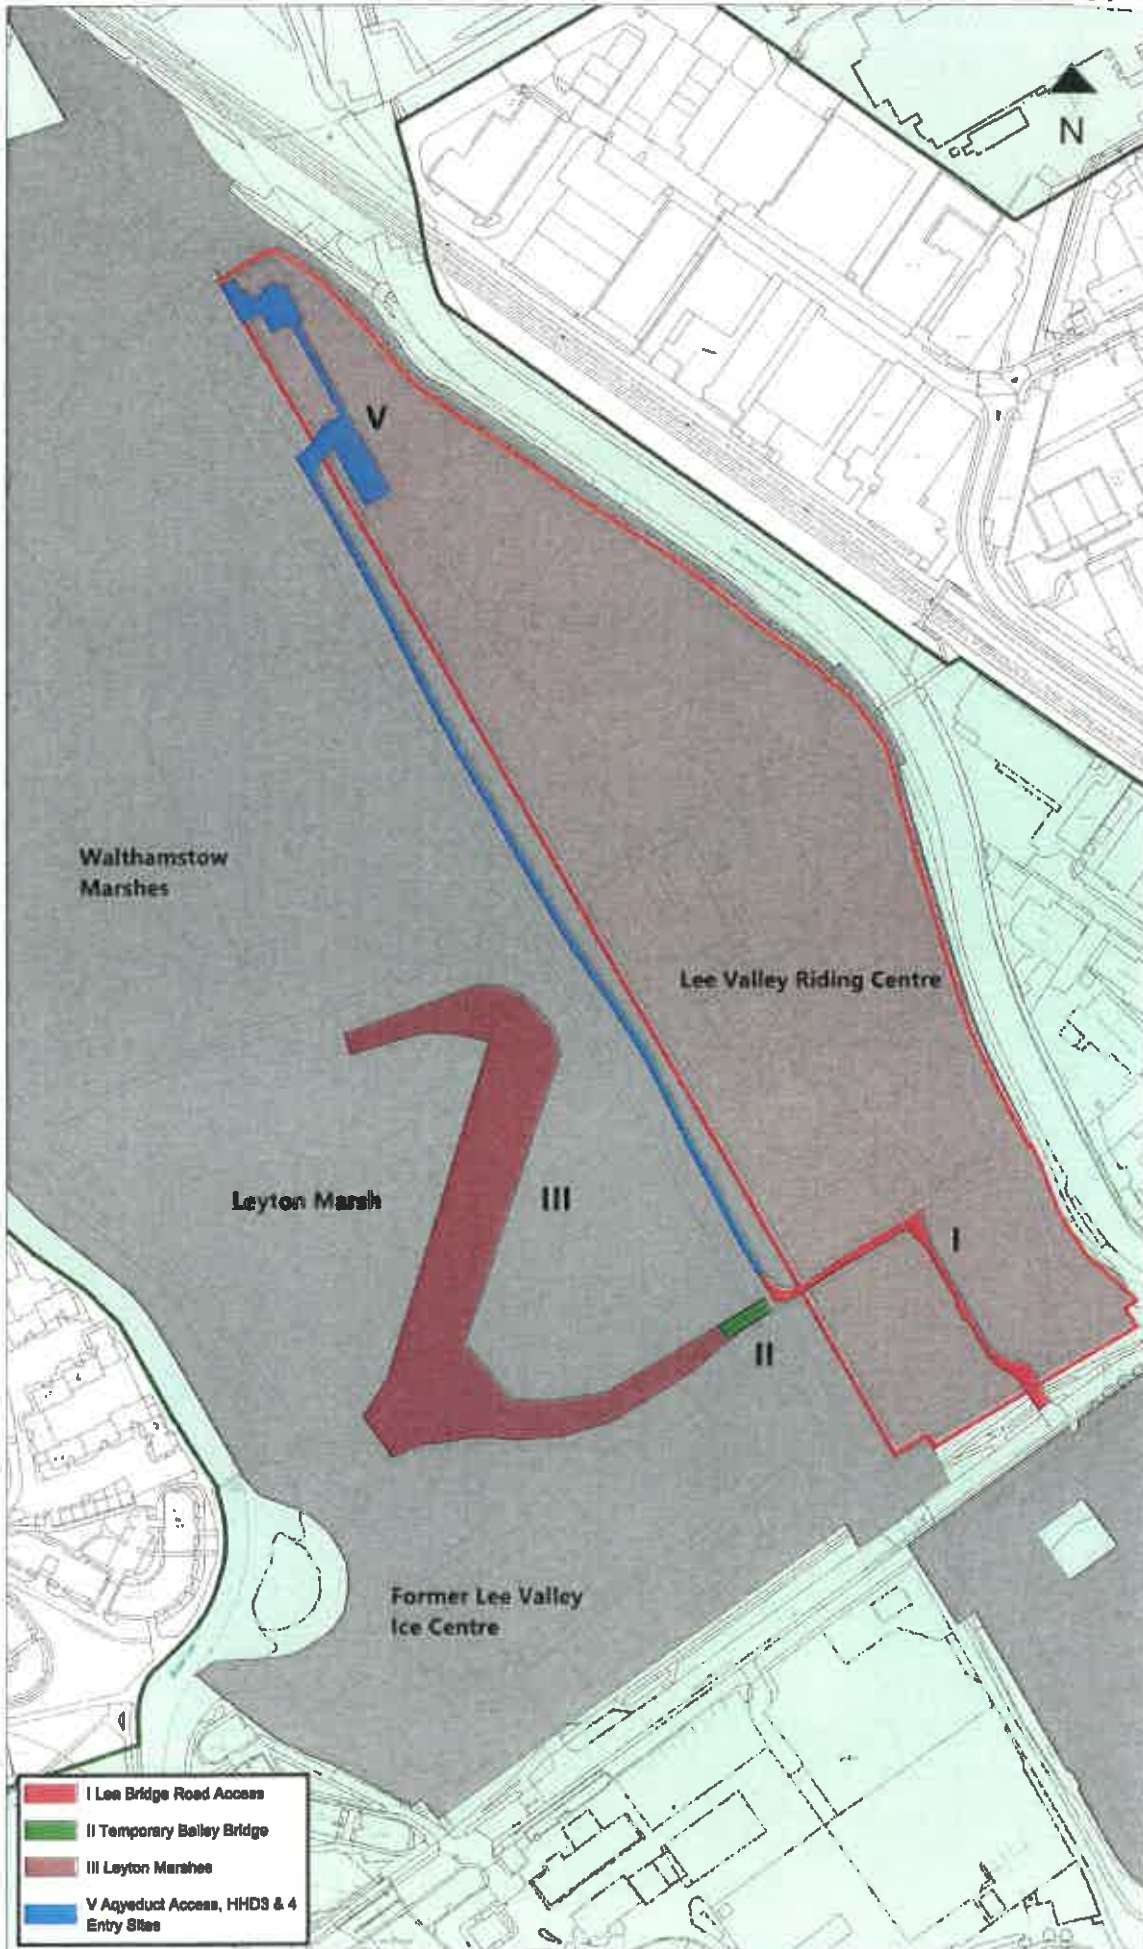 N
V
Walthamstow
Marshes
Lee Valley Riding Centre
Leyton Marsh
III
I
II
Former Lee Valley
Ice Centre
I Lea Bridge Road Access
II Temporary Bailey Bridge
III Leyton Marshes
V Aqyeduct Access, HHD3 & 4
Entry Sites